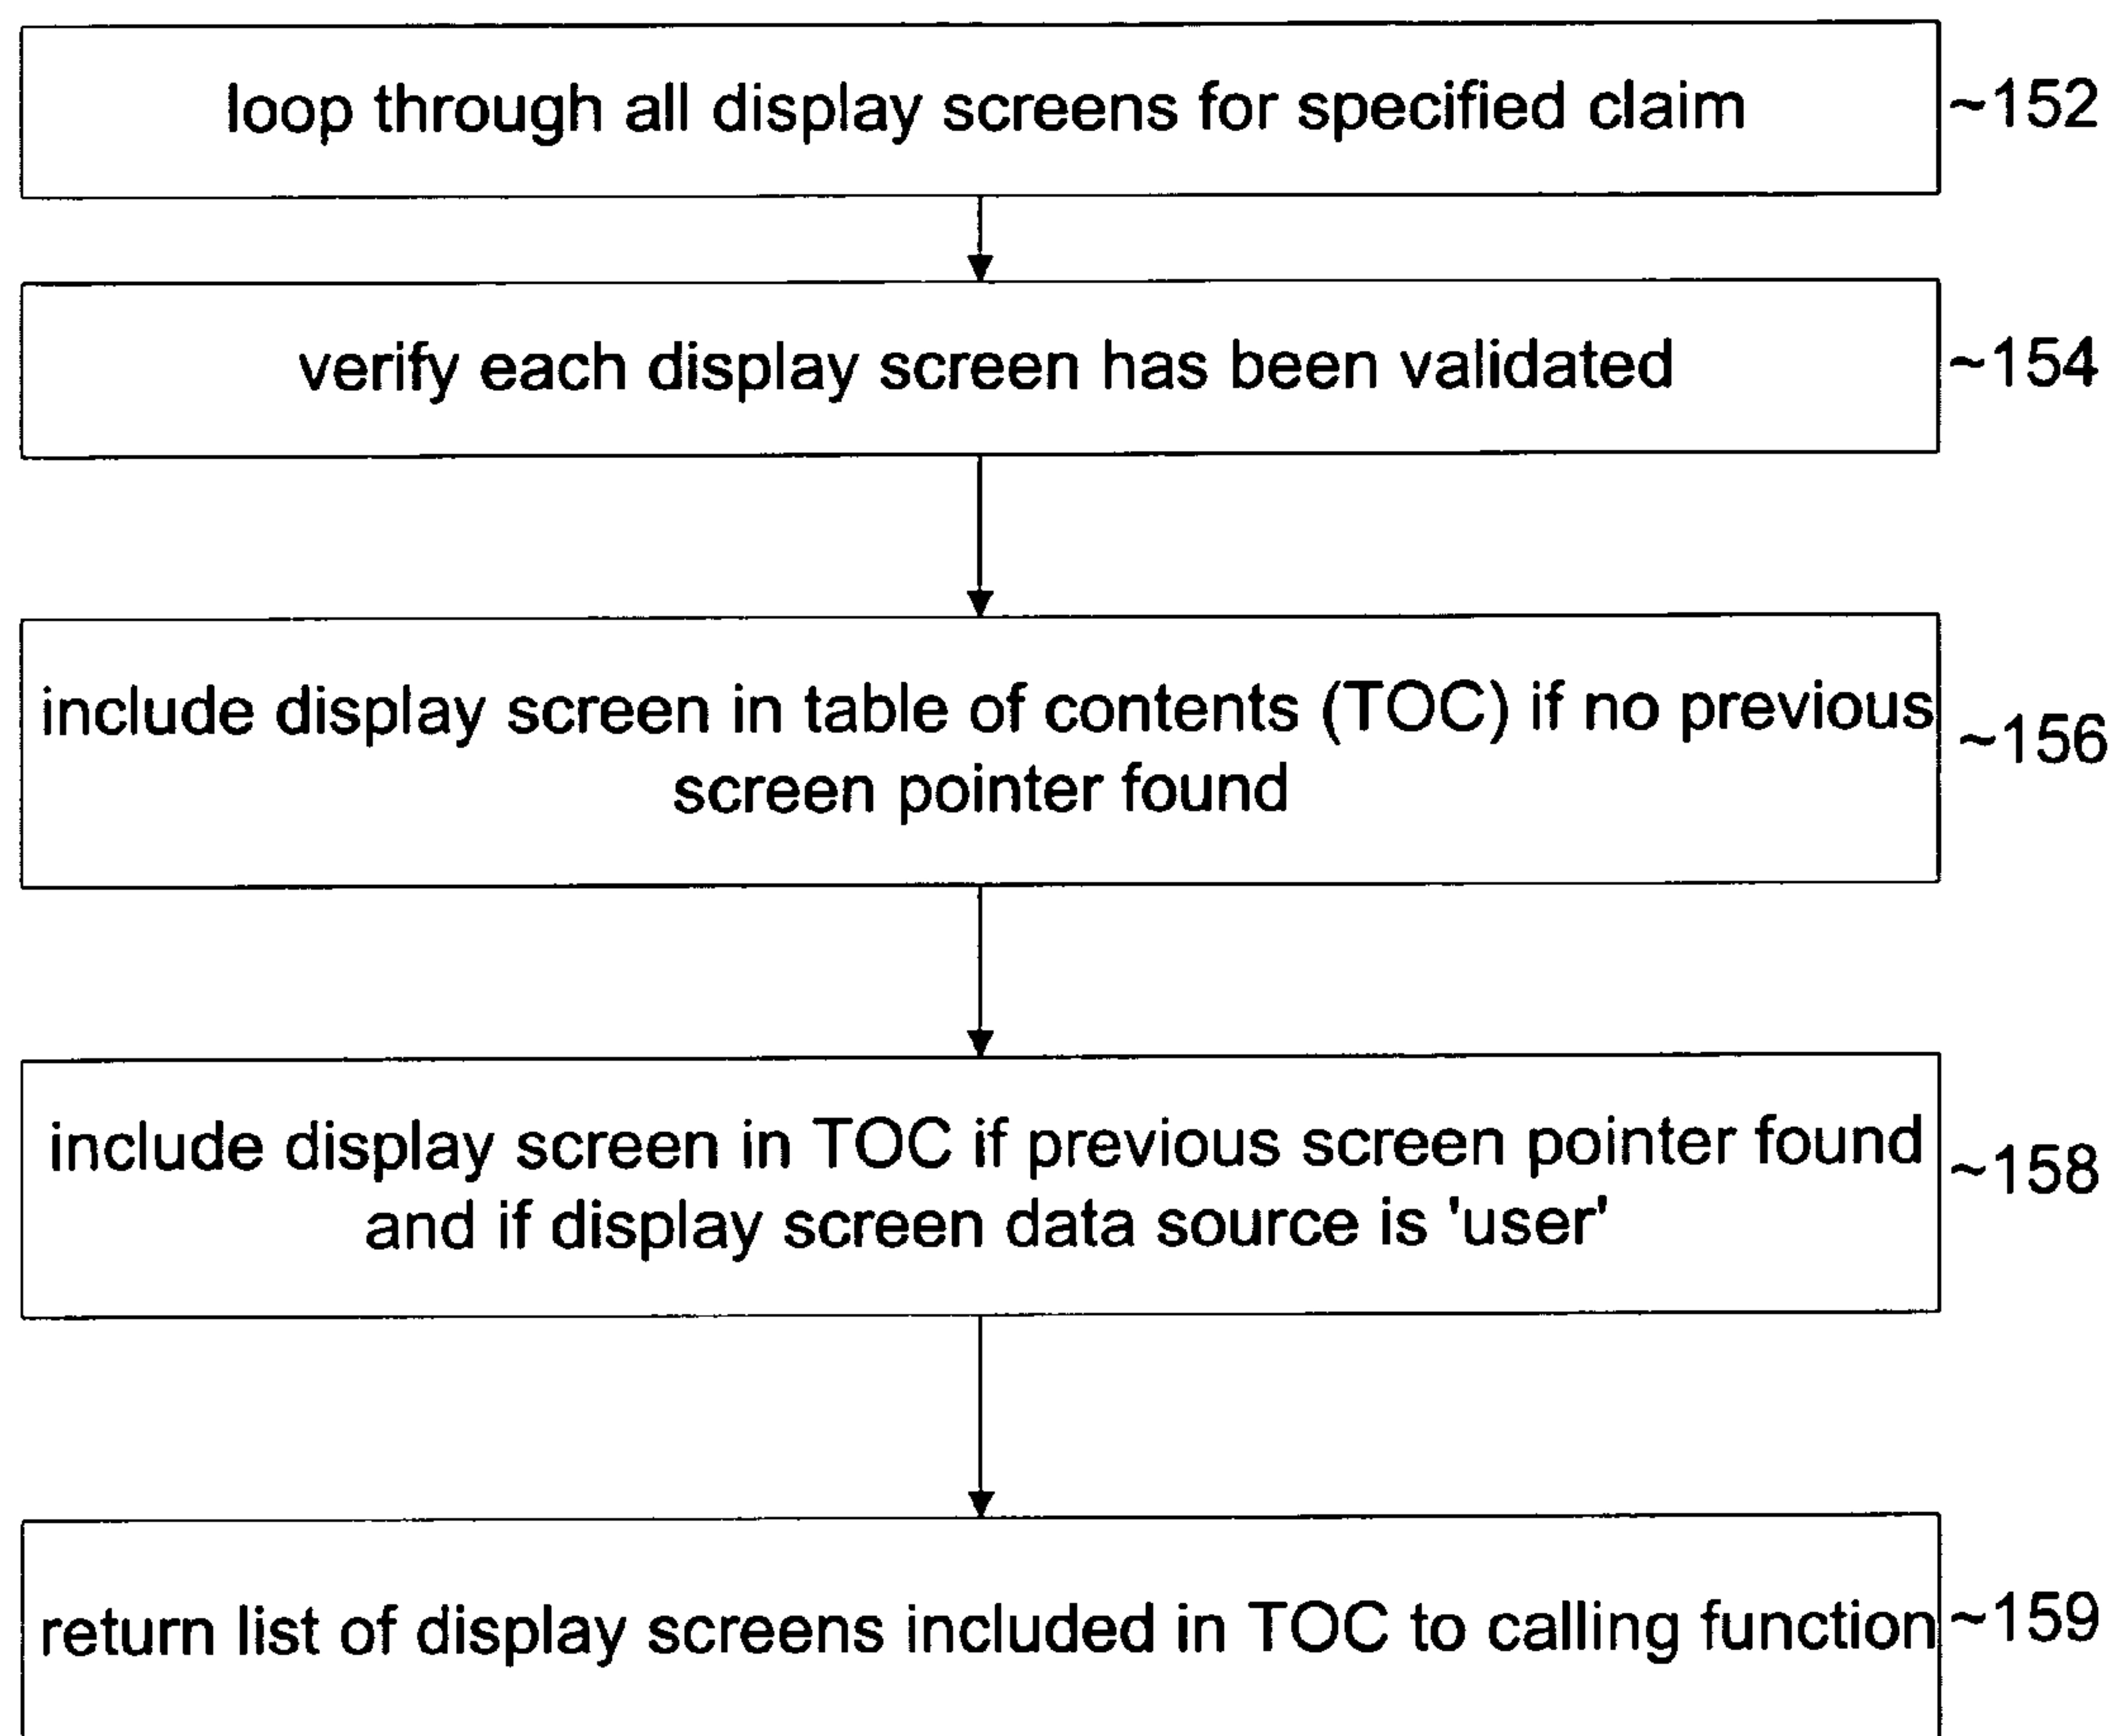 loop through all display screens for specified claim ~152
verify each display screen has been validated ~154
include display screen in table of contents (TOC) if no previous ~156
screen pointer found
include display screen in TOC if previous screen pointer found ~158
and if display screen data source is 'user'
return list of display screens included in TOC to calling function ~159